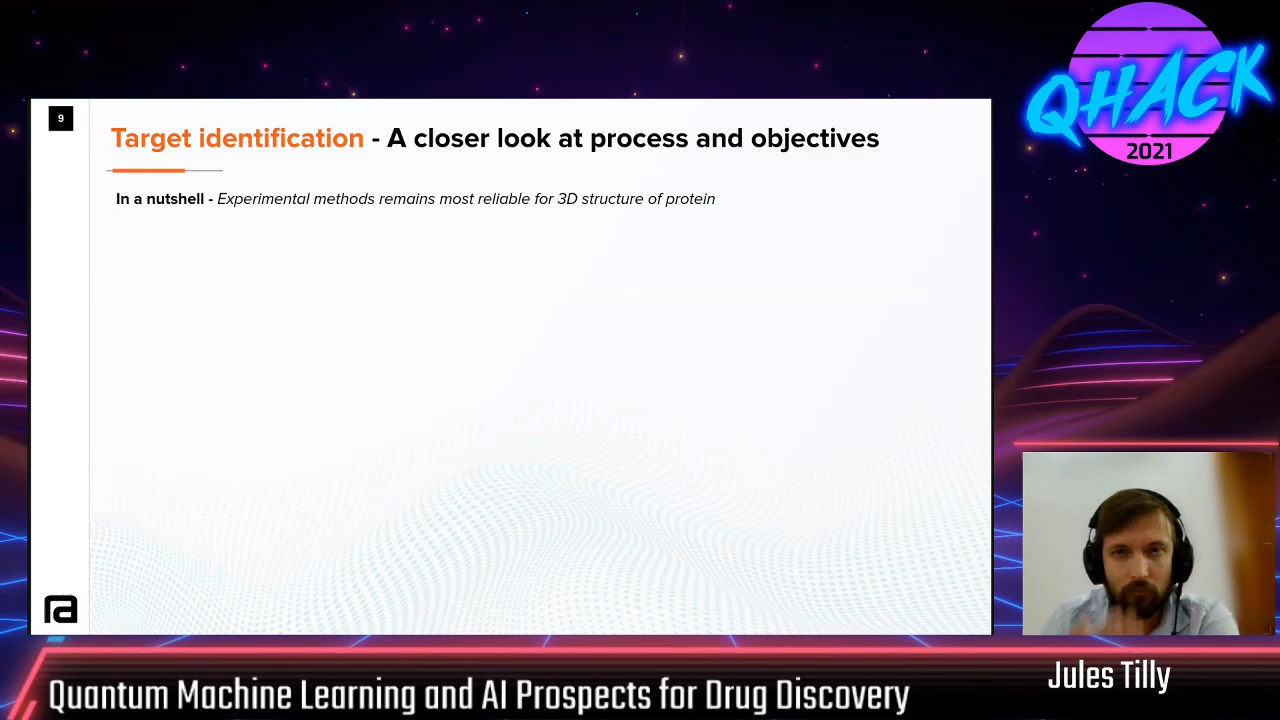 9
Target identification - A closer look at process and objectives
In a nutshell - Experimental methods remains most reliable for 3D structure of protein
ra
QHACK
2021
Jules Tilly
Quantum Machine Learning and AI Prospects for Drug Discovery